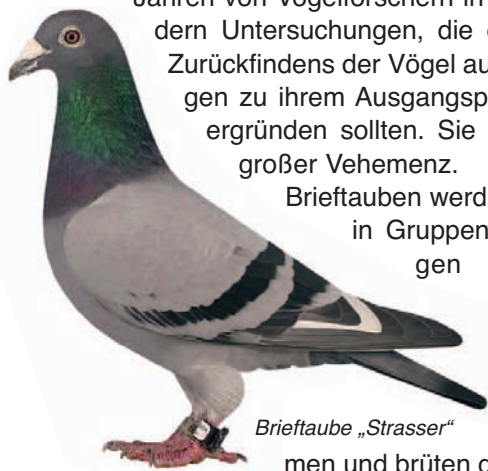 Jahren von Vogelforschern in
dern Untersuchungen, die
Zurückfindens der Vögel au
gen zu ihrem Ausgangsp
ergründen sollten. Sie
großer Vehemenz.
Brieftauben werd
in Gruppen
gen
Brieftaube „Strasser“
men und brüten d